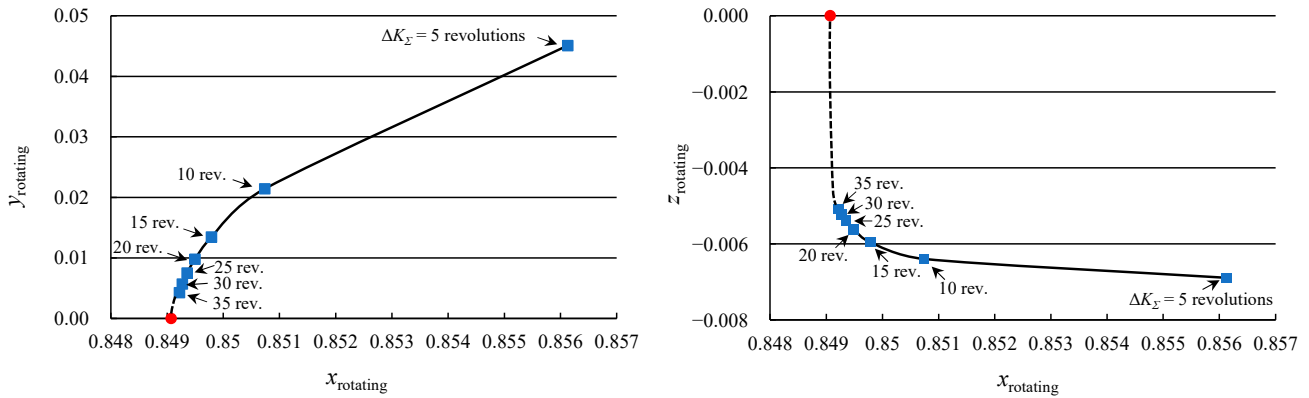 0.05
0.04
0.03
0.02
0.01
0.00
y_rotating
ΔK_Σ = 5 revolutions
10 rev.
15 rev.
20 rev.
25 rev.
30 rev.
35 rev.
0.848 0.849 0.85 0.851 0.852 0.853 0.854 0.855 0.856 0.857
x_rotating
0.000
−0.002
−0.004
−0.006
−0.008
z_rotating
35 rev.
30 rev.
25 rev.
20 rev.
15 rev.
10 rev.
ΔK_Σ = 5 revolutions
0.848 0.849 0.85 0.851 0.852 0.853 0.854 0.855 0.856 0.857
x_rotating